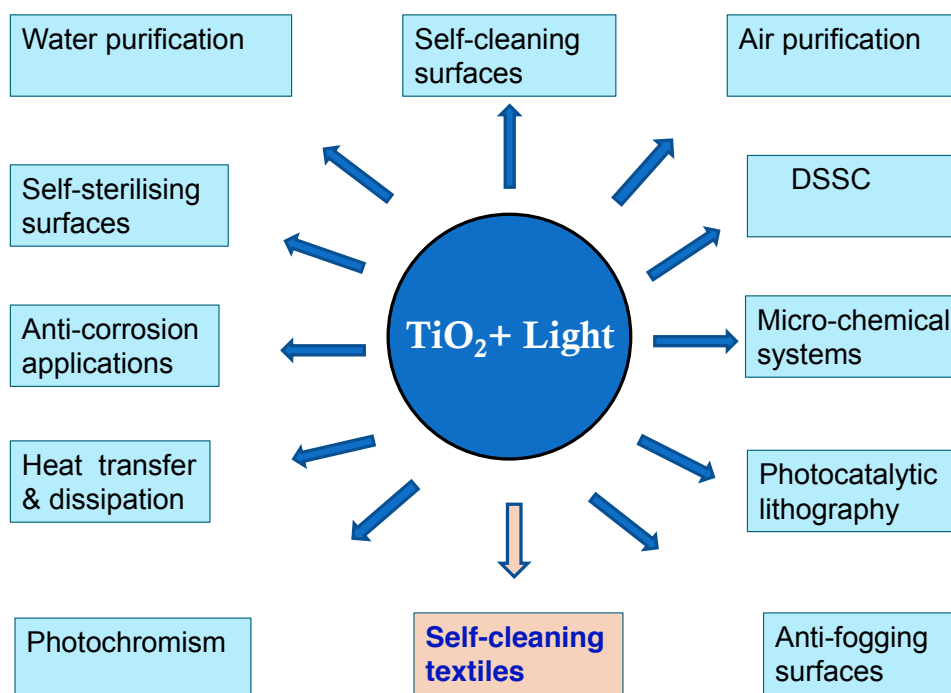 Water purification
Self-cleaning
surfaces
Air purification
Self-sterilising
surfaces
DSSC
Anti-corrosion
applications
TiO₂+ Light
Micro-chemical
systems
Heat transfer
& dissipation
Photocatalytic
lithography
Photochromism
Self-cleaning
textiles
Anti-fogging
surfaces